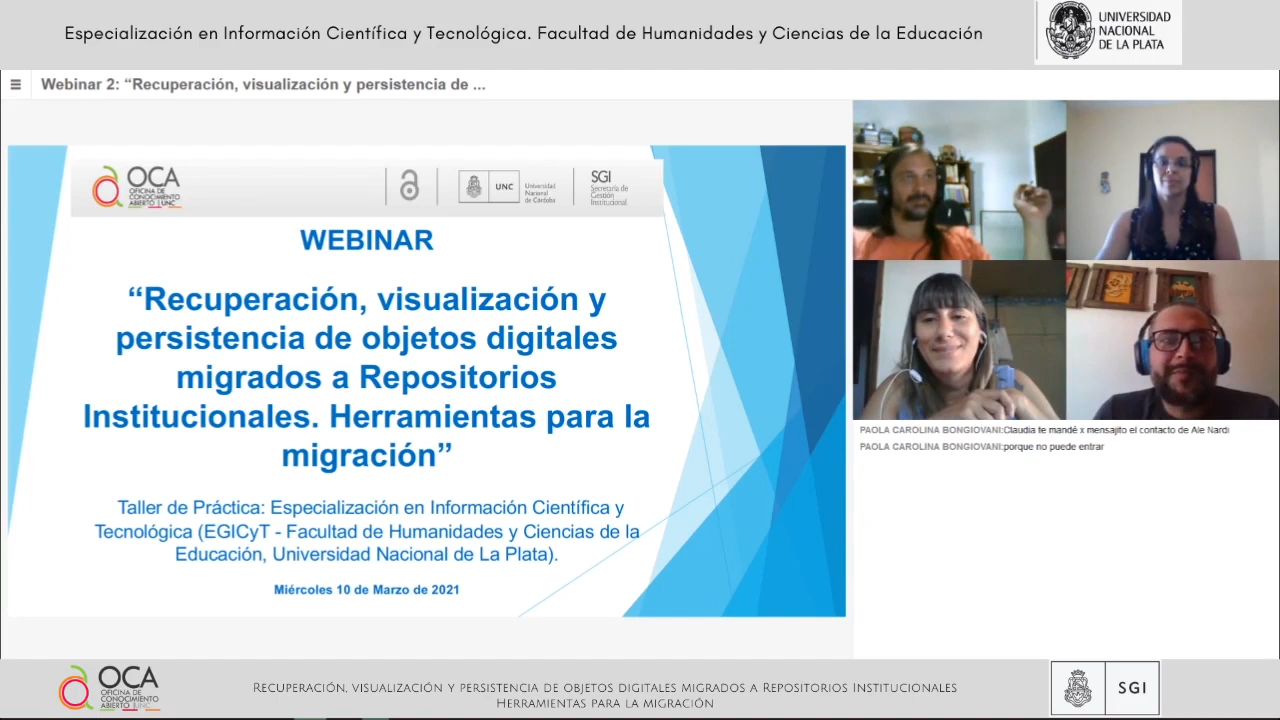 Especialización en Información Científica y Tecnológica. Facultad de Humanidades y Ciencias de la Educación
UNIVERSIDAD
NACIONAL
DE LA PLATA
Webinar 2: “Recuperación, visualización y persistencia de ...
OCA
OFICINA DE
CONOCIMIENTO
ABIERTO | UNC
UNC
Universidad
Nacional
de Córdoba
SGI
Secretaría de
Gestión
Institucional
WEBINAR
“Recuperación, visualización y
persistencia de objetos digitales
migrados a Repositorios
Institucionales. Herramientas para la
migración”
Taller de Práctica: Especialización en Información Científica y
Tecnológica (EGICyT - Facultad de Humanidades y Ciencias de la
Educación, Universidad Nacional de La Plata).
Miércoles 10 de Marzo de 2021
PAOLA CAROLINA BONGIOVANI:Claudia te mandé x mensajito el contacto de Ale Nardi
PAOLA CAROLINA BONGIOVANI:porque no puede entrar
OCA
OFICINA DE
CONOCIMIENTO
ABIERTO | UNC
Recuperación, visualización y persistencia de objetos digitales migrados a Repositorios Institucionales
Herramientas para la migración
SGI